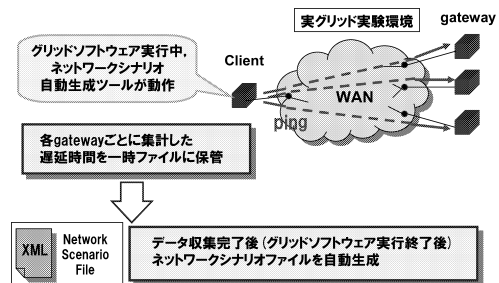 実グリッド実験環境
gateway
グリッドソフトウェア実行中,
ネットワークシナリオ
自動生成ツールが動作
Client
WAN
ping
各gatewayごとに集計した
遅延時間を一時ファイルに保管
XML
Network
Scenario
File
データ収集完了後(グリッドソフトウェア実行終了後)
ネットワークシナリオファイルを自動生成